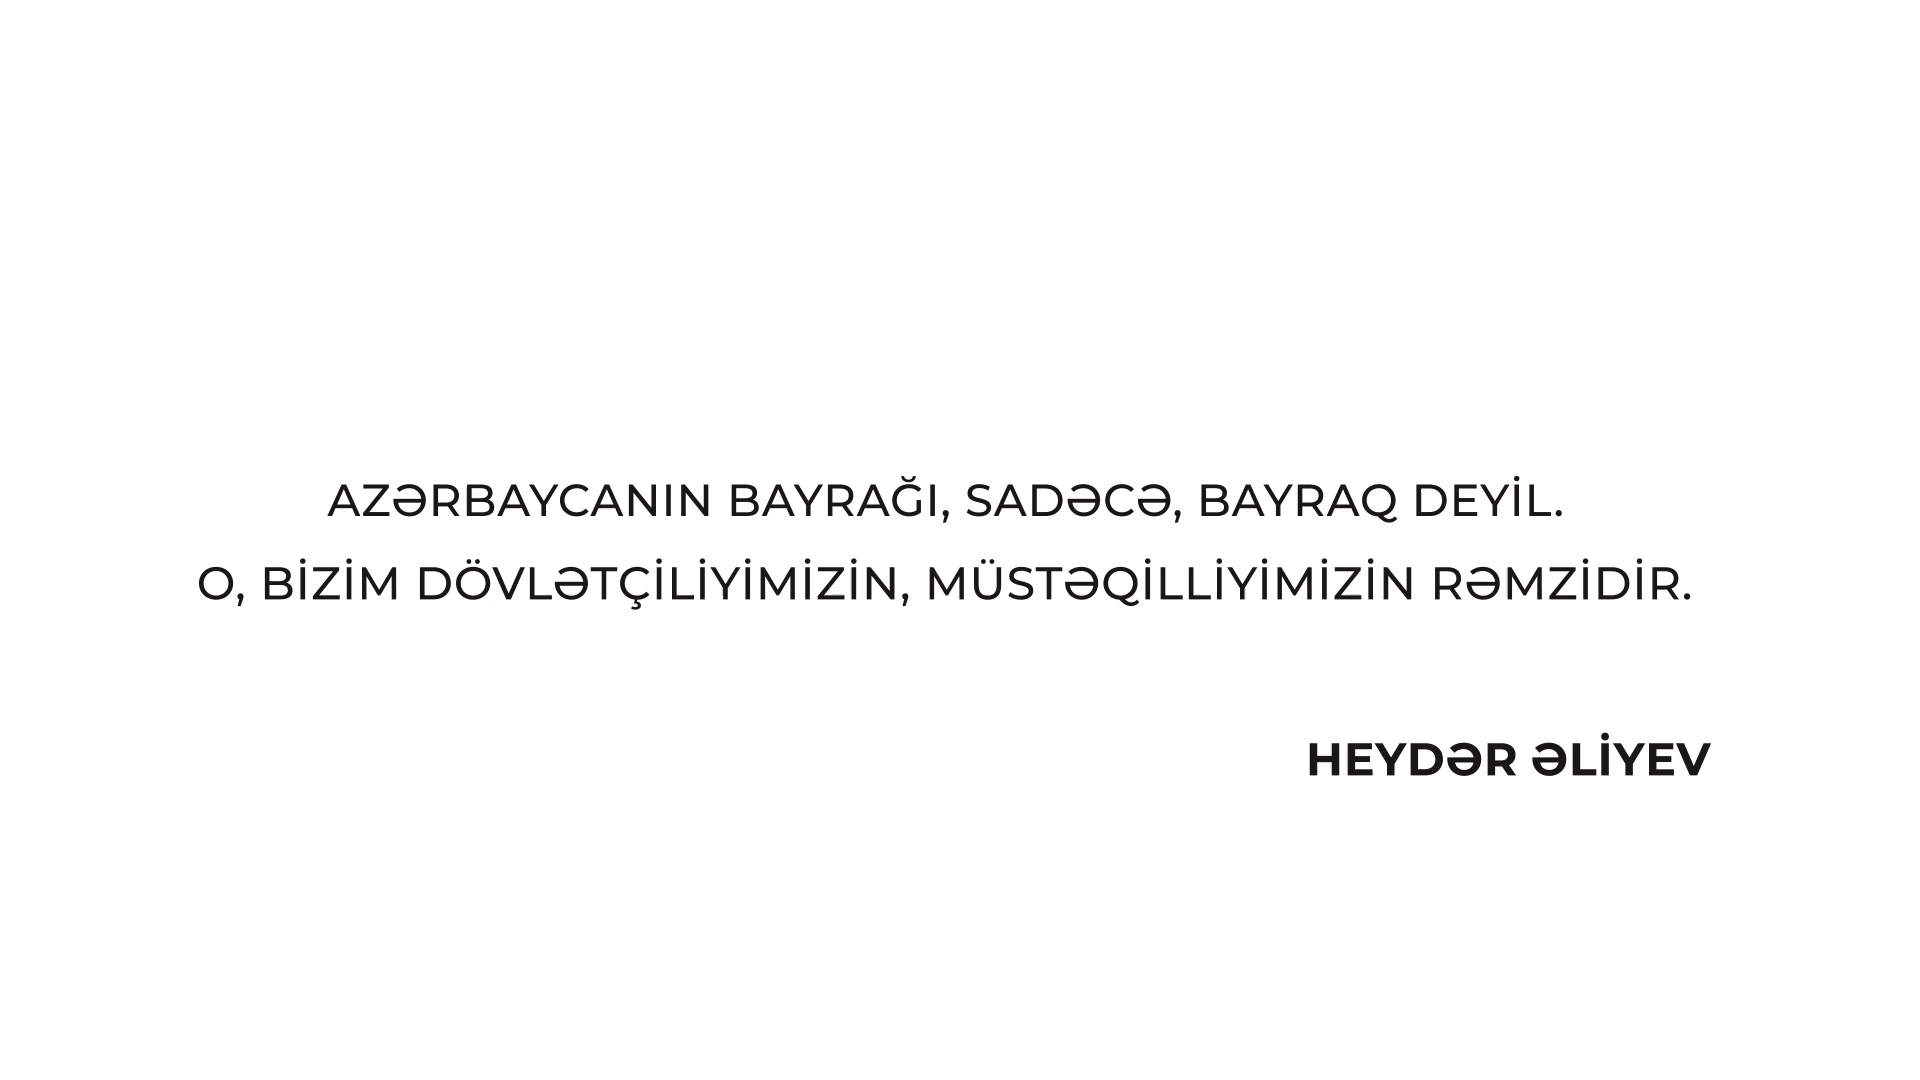 AZƏRBAYCANIN BAYRAĞI, SADƏCƏ, BAYRAQ DEYİL.
O, BİZİM DÖVLƏTÇİLİYİMİZİN, MÜSTƏQİLLİYİMİZİN RƏMZİDİR.
HEYDƏR ƏLİYEV